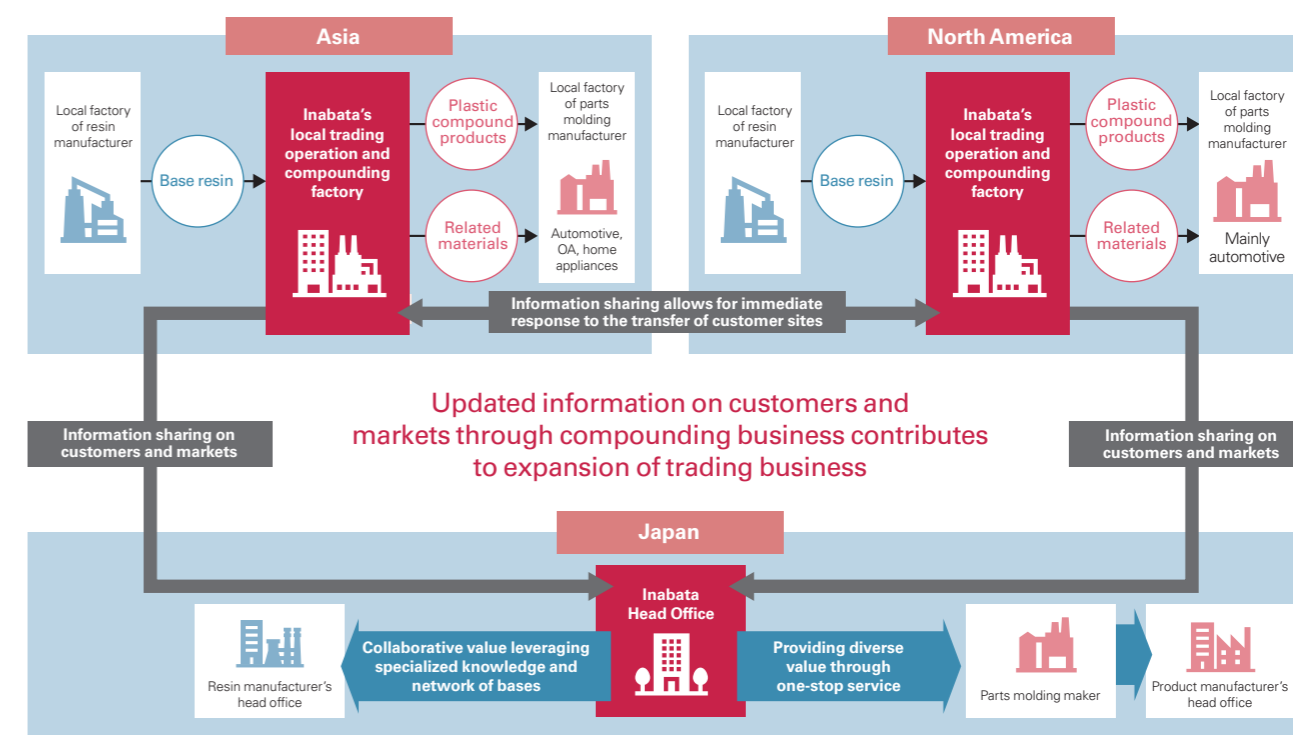 Asia
Local factory
of resin
manufacturer
Base resin
Inabata's
local trading
operation and
compounding
factory
Plastic
compound
products
Related
materials
Local factory
of parts
molding
manufacturer
Automotive,
OA, home
appliances
North America
Local factory
of resin
manufacturer
Base resin
Inabata's
local trading
operation and
compounding
factory
Plastic
compound
products
Related
materials
Local factory
of parts
molding
manufacturer
Mainly
automotive
Information sharing allows for immediate
response to the transfer of customer sites
Information sharing on
customers and markets
Updated information on customers and
markets through compounding business contributes
to expansion of trading business
Information sharing on
customers and markets
Japan
Inabata
Head Office
Resin manufacturer's
head office
Collaborative value leveraging
specialized knowledge and
network of bases
Providing diverse
value through
one-stop service
Parts molding maker
Product manufacturer's
head office